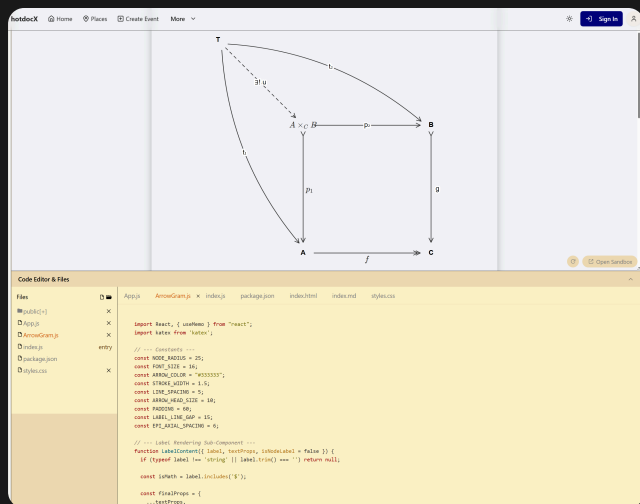 hotdocX Home Places Create Event More Sign In
T
t₂
∃! u
A ×_C B p₂ B
t₁
p₁ g
A C
f
Open Sandbox
Code Editor & Files
Files App.js ArrowGram.js × index.js package.json index.html index.md styles.css
public[+] ×
App.js ×
ArrowGram.js ×
index.js entry
package.json
styles.css ×
import React, { useMemo } from "react";
import katex from 'katex';
// --- Constants ---
const NODE_RADIUS = 25;
const FONT_SIZE = 16;
const ARROW_COLOR = "#333333";
const STROKE_WIDTH = 1.5;
const LINE_SPACING = 5;
const ARROW_HEAD_SIZE = 10;
const PADDING = 60;
const LABEL_LINE_GAP = 15;
const EPI_AXIAL_SPACING = 6;
// --- Label Rendering Sub-Component ---
function LabelContent({ label, textProps, isNodeLabel = false }) {
if (typeof label !== 'string' || label.trim() === '') return null;
const isMath = label.includes('$');
const finalProps = {
...textProps,